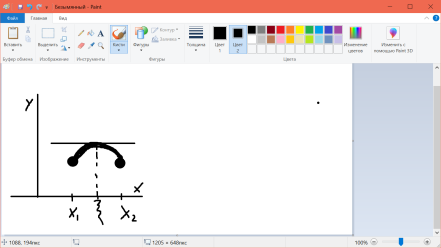 Безымянный - Paint
Файл Главная Вид
Вставить Выделить Кисти Фигуры Контур Заливка Толщина Цвет 1 Цвет 2 Изменение цветов Изменить с помощью Paint 3D
Буфер обмена Изображение Инструменты Фигуры Цвета
y
x
x₁ ξ x₂
1088, 194пкс 1205 × 648пкс 100%